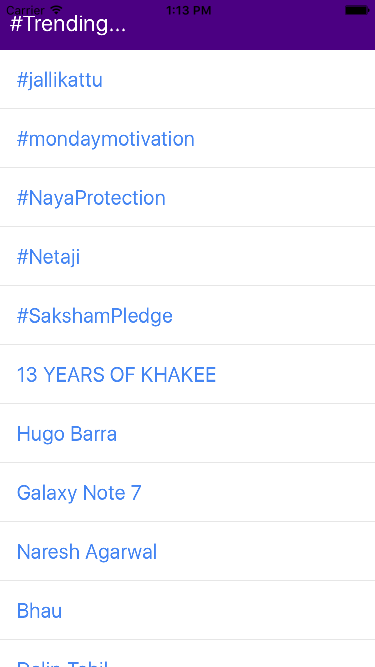 Carrier 1:13 PM
#Trending...
#jallikattu
#mondaymotivation
#NayaProtection
#Netaji
#SakshamPledge
13 YEARS OF KHAKEE
Hugo Barra
Galaxy Note 7
Naresh Agarwal
Bhau